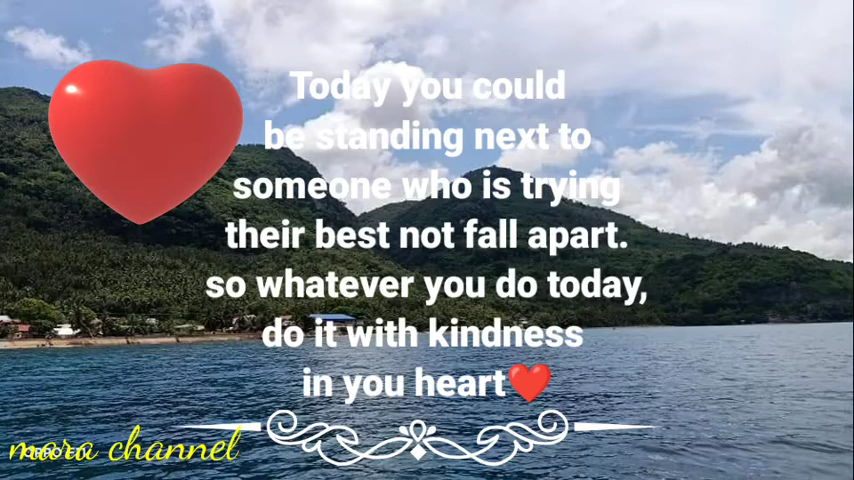 Today you could
be standing next to
someone who is trying
their best not fall apart.
so whatever you do today,
do it with kindness
in you heart❤️
mara channel